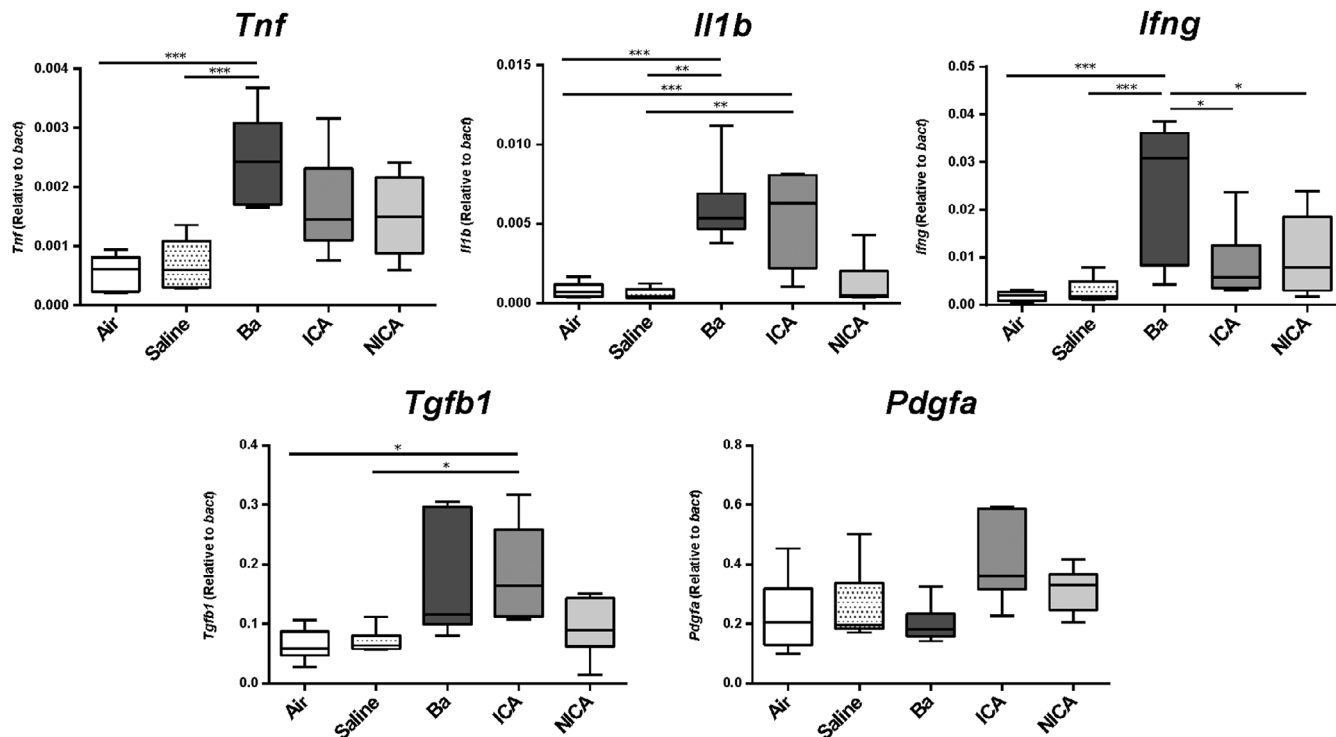 Tnf
Tnf (Relative to bact)
0.004
0.003
0.002
0.001
0.000
***
***
Air
Saline
Ba
ICA
NICA
Il1b
Il1b (Relative to bact)
0.015
0.010
0.005
0.000
***
**
***
**
Air
Saline
Ba
ICA
NICA
Ifng
Ifng (Relative to bact)
0.05
0.04
0.03
0.02
0.01
0.00
***
***
*
*
Air
Saline
Ba
ICA
NICA
Tgfb1
Tgfb1 (Relative to bact)
0.4
0.3
0.2
0.1
0.0
*
*
Air
Saline
Ba
ICA
NICA
Pdgfa
Pdgfa (Relative to bact)
0.8
0.6
0.4
0.2
0.0
Air
Saline
Ba
ICA
NICA